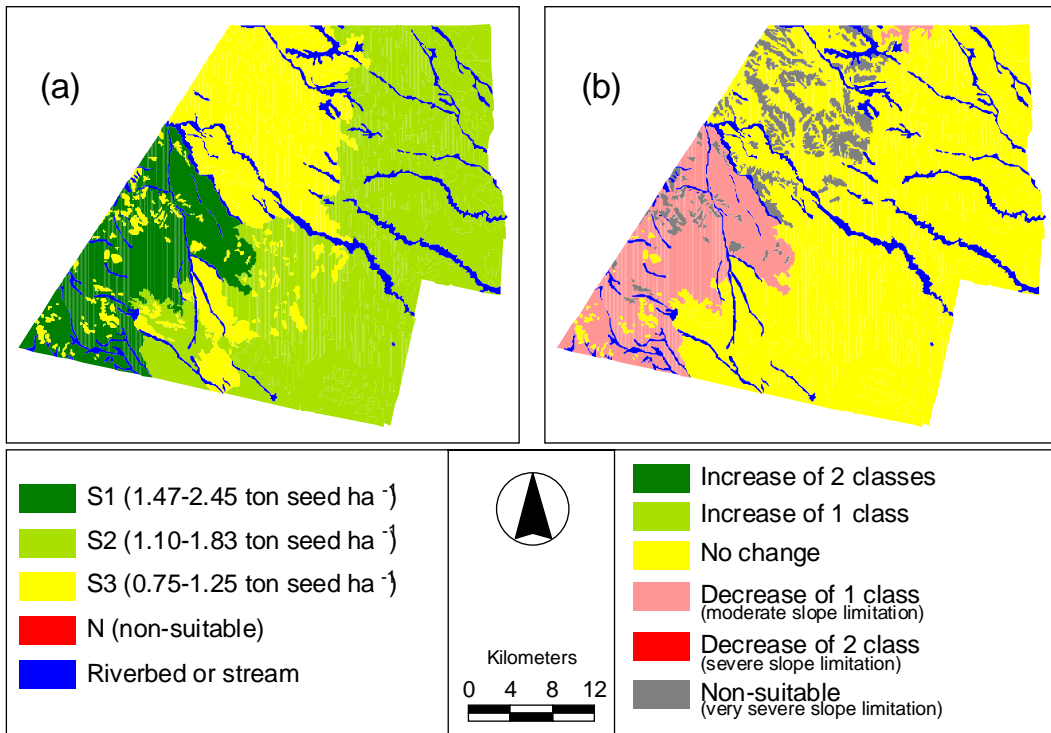 (a)
(b)
S1 (1.47-2.45 ton seed ha -1)
S2 (1.10-1.83 ton seed ha -1)
S3 (0.75-1.25 ton seed ha -1)
N (non-suitable)
Riverbed or stream
Kilometers
0 4 8 12
Increase of 2 classes
Increase of 1 class
No change
Decrease of 1 class
(moderate slope limitation)
Decrease of 2 class
(severe slope limitation)
Non-suitable
(very severe slope limitation)